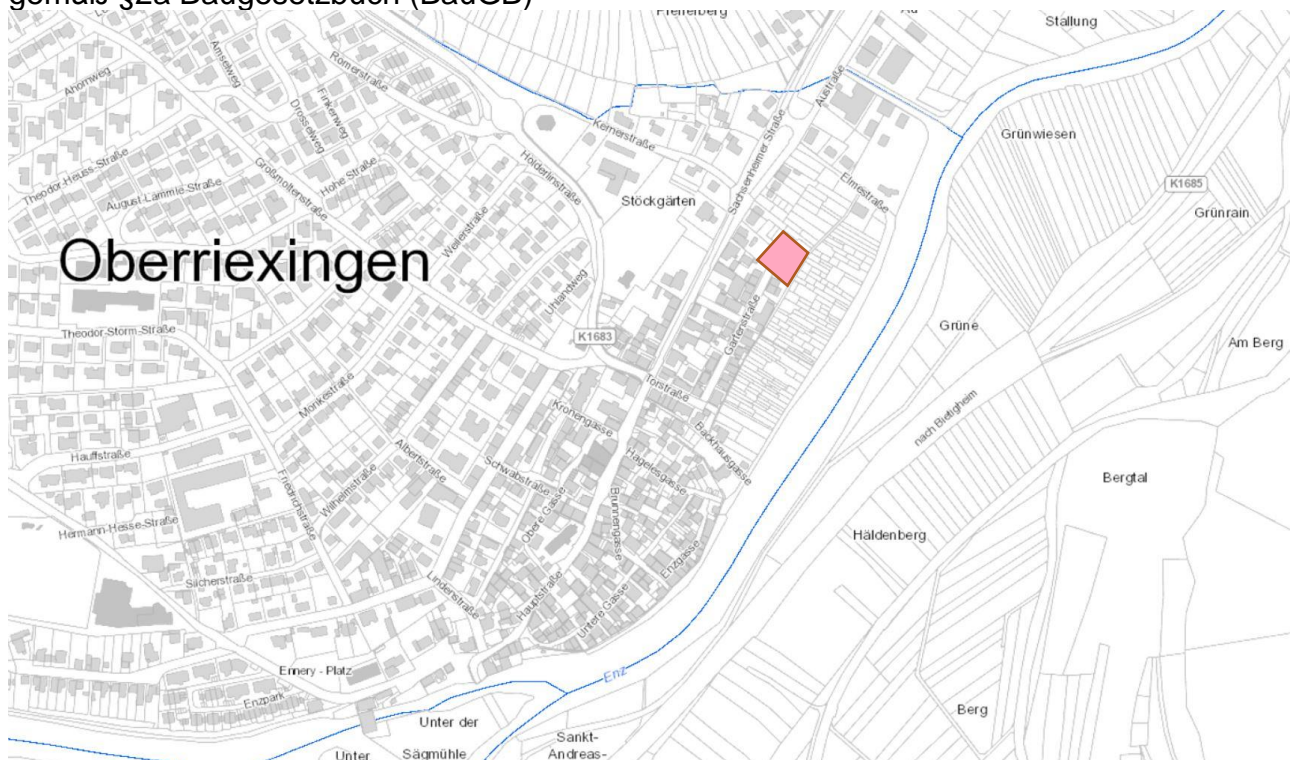 gemäß §2a Baugesetzbuch (BauGB)
Stallung
Amselweg
Römerstraße
Ahornweg
Finkenweg
Drosselweg
Austraße
Kernerstraße
Sachsenheimer Straße
Grünwiesen
Theodor-Heuss-Straße
Hohe Straße
Hölderlinstraße
August-Lämmle-Straße
Großmoltenstraße
Stöckgärten
Elmestraße
K1685
Grünrain
Weilerstraße
Oberriexingen
Uhlandweg
Gartenstraße
Theodor-Storm-Straße
K1683
Grüne
Am Berg
Torstraße
Mörikestraße
Kronengasse
Backhausgasse
nach Bietigheim
Hauffstraße
Albertstraße
Schwabstraße
Hagelesgasse
Bergtal
Friedrichstraße
Wilhelmstraße
Obere Gasse
Brunnengasse
Hermann-Hesse-Straße
Häldenberg
Silcherstraße
Enzgasse
Lindenstraße
Hauptstraße
Untere Gasse
Ennery - Platz
Enz
Enzpark
Berg
Unter der
Sägmühle
Unter
Sankt-
Andreas-